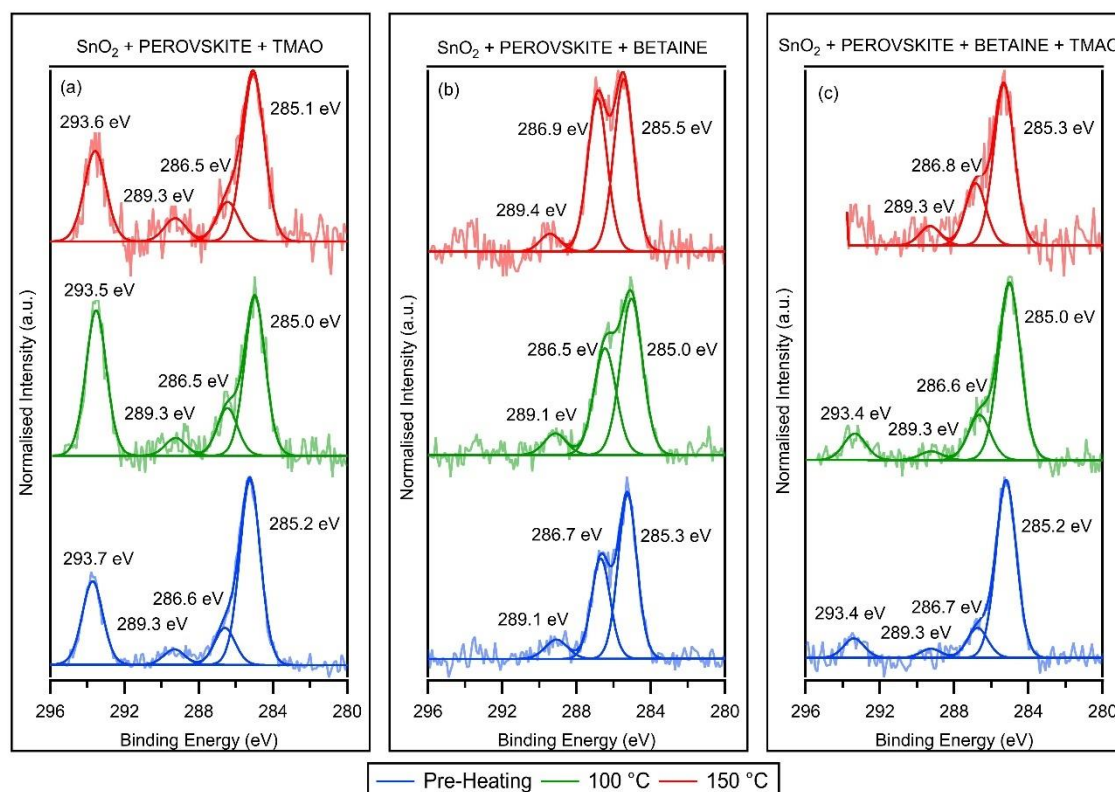 SnO₂ + PEROVSKITE + TMAO
(a)
293.6 eV
289.3 eV
286.5 eV
285.1 eV
293.5 eV
289.3 eV
286.5 eV
285.0 eV
293.7 eV
289.3 eV
286.6 eV
285.2 eV
Normalised Intensity (a.u.)
296 292 288 284 280
Binding Energy (eV)
SnO₂ + PEROVSKITE + BETAINE
(b)
286.9 eV
285.5 eV
289.4 eV
286.5 eV
285.0 eV
289.1 eV
286.7 eV
285.3 eV
289.1 eV
Normalised Intensity (a.u.)
296 292 288 284 280
Binding Energy (eV)
SnO₂ + PEROVSKITE + BETAINE + TMAO
(c)
285.3 eV
286.8 eV
289.3 eV
285.0 eV
286.6 eV
293.4 eV
289.3 eV
285.2 eV
286.7 eV
293.4 eV
289.3 eV
Normalised Intensity (a.u.)
296 292 288 284 280
Binding Energy (eV)
Pre-Heating 100 °C 150 °C